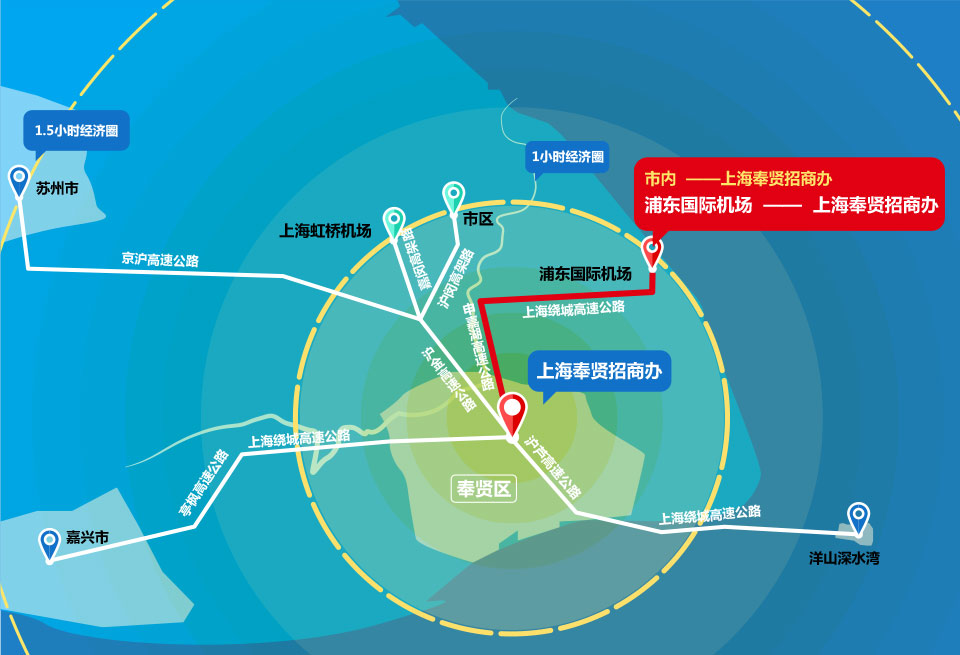 1.5小时经济圈
苏州市
1小时经济圈
市内 ——上海奉贤招商办
浦东国际机场 —— 上海奉贤招商办
市区
上海虹桥机场
京沪高速公路
嘉闵高架路
沪闵高架路
浦东国际机场
上海绕城高速公路
申嘉湖高速公路
沪金高速公路
上海奉贤招商办
上海绕城高速公路
沪芦高速公路
亭枫高速公路
奉贤区
上海绕城高速公路
嘉兴市
洋山深水湾